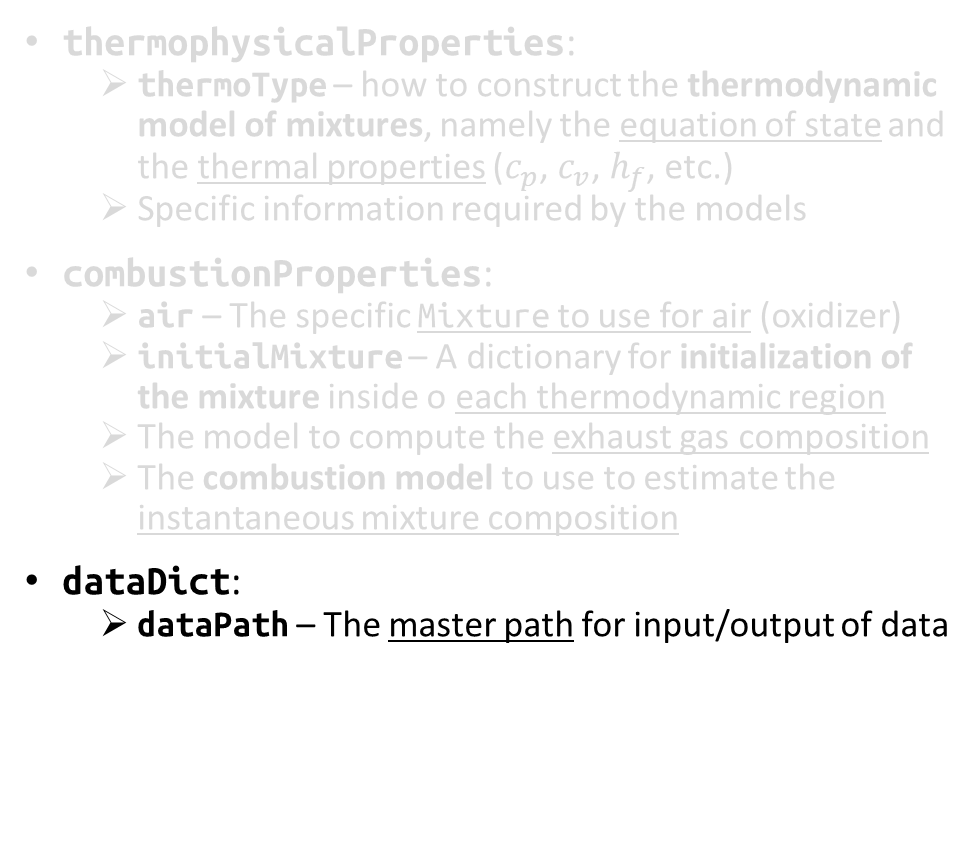 • thermophysicalProperties:
➢ thermoType – how to construct the thermodynamic
model of mixtures, namely the equation of state and
the thermal properties (cp, cv, hf, etc.)
➢ Specific information required by the models
• combustionProperties:
➢ air – The specific Mixture to use for air (oxidizer)
➢ initialMixture – A dictionary for initialization of
the mixture inside o each thermodynamic region
➢ The model to compute the exhaust gas composition
➢ The combustion model to use to estimate the
instantaneous mixture composition
• dataDict:
➢ dataPath – The master path for input/output of data